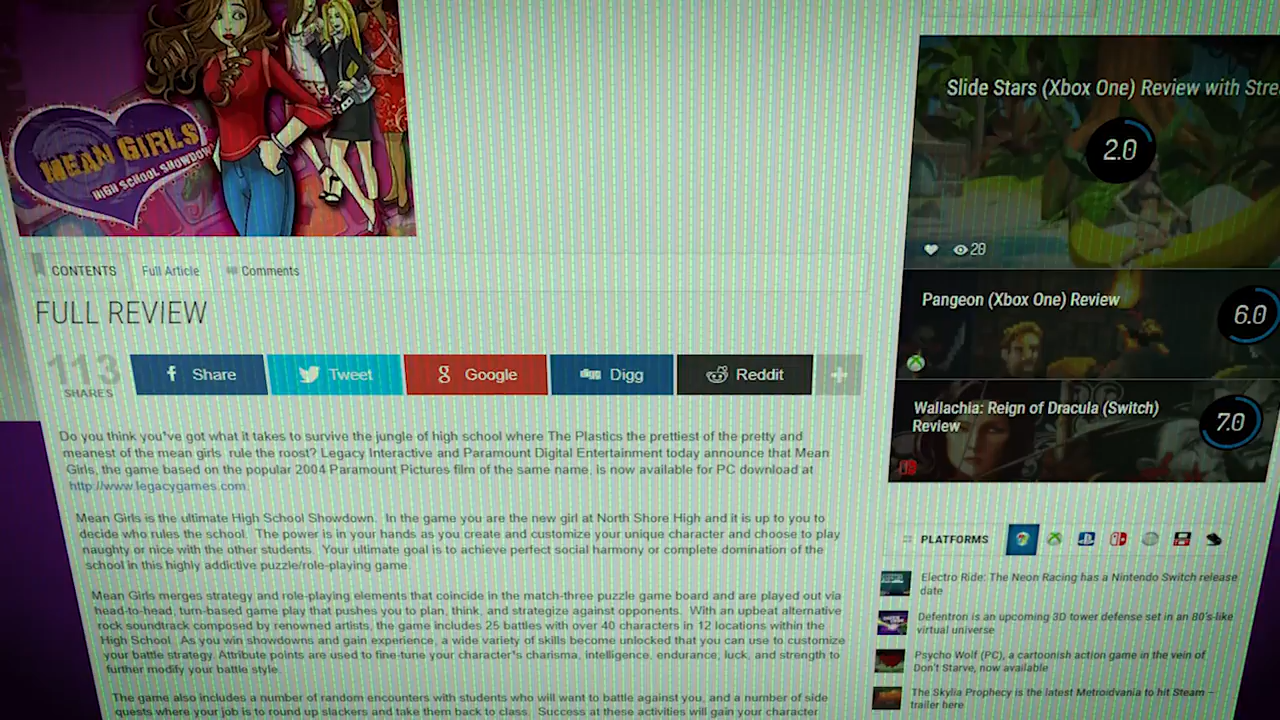 MEAN GIRLS
HIGH SCHOOL SHOWDOWN
CONTENTS
Full Article
Comments
FULL REVIEW
113
SHARES
Share
Tweet
Google
Digg
Reddit
+
Do you think you've got what it takes to survive the jungle of high school where The Plastics the prettiest of the pretty and
meanest of the mean girls rule the roost? Legacy Interactive and Paramount Digital Entertainment today announce that Mean
Girls, the game based on the popular 2004 Paramount Pictures film of the same name, is now available for PC download at
http://www.legacygames.com.
Mean Girls is the ultimate High School Showdown. In the game you are the new girl at North Shore High and it is up to you to
decide who rules the school. The power is in your hands as you create and customize your unique character and choose to play
naughty or nice with the other students. Your ultimate goal is to achieve perfect social harmony or complete domination of the
school in this highly addictive puzzle/role-playing game.
Mean Girls merges strategy and role-playing elements that coincide in the match-three puzzle game board and are played out via
head-to-head, turn-based game play that pushes you to plan, think, and strategize against opponents. With an upbeat alternative
rock soundtrack composed by renowned artists, the game includes 25 battles with over 40 characters in 12 locations within the
High School. As you win showdowns and gain experience, a wide variety of skills become unlocked that you can use to customize
your battle strategy. Attribute points are used to fine-tune your character's charisma, intelligence, endurance, luck, and strength to
further modify your battle style.
The game also includes a number of random encounters with students who will want to battle against you, and a number of side
quests where your job is to round up slackers and take them back to class. Success at these activities will gain your character
Slide Stars (Xbox One) Review with Stre
2.0
20
Pangeon (Xbox One) Review
6.0
Wallachia: Reign of Dracula (Switch)
Review
7.0
PLATFORMS
Electro Ride: The Neon Racing has a Nintendo Switch release
date
Defentron is an upcoming 3D tower defense set in an 80's-like
virtual universe
Psycho Wolf (PC), a cartoonish action game in the vein of
Don't Starve, now available
The Skylia Prophecy is the latest Metroidvania to hit Steam –
trailer here